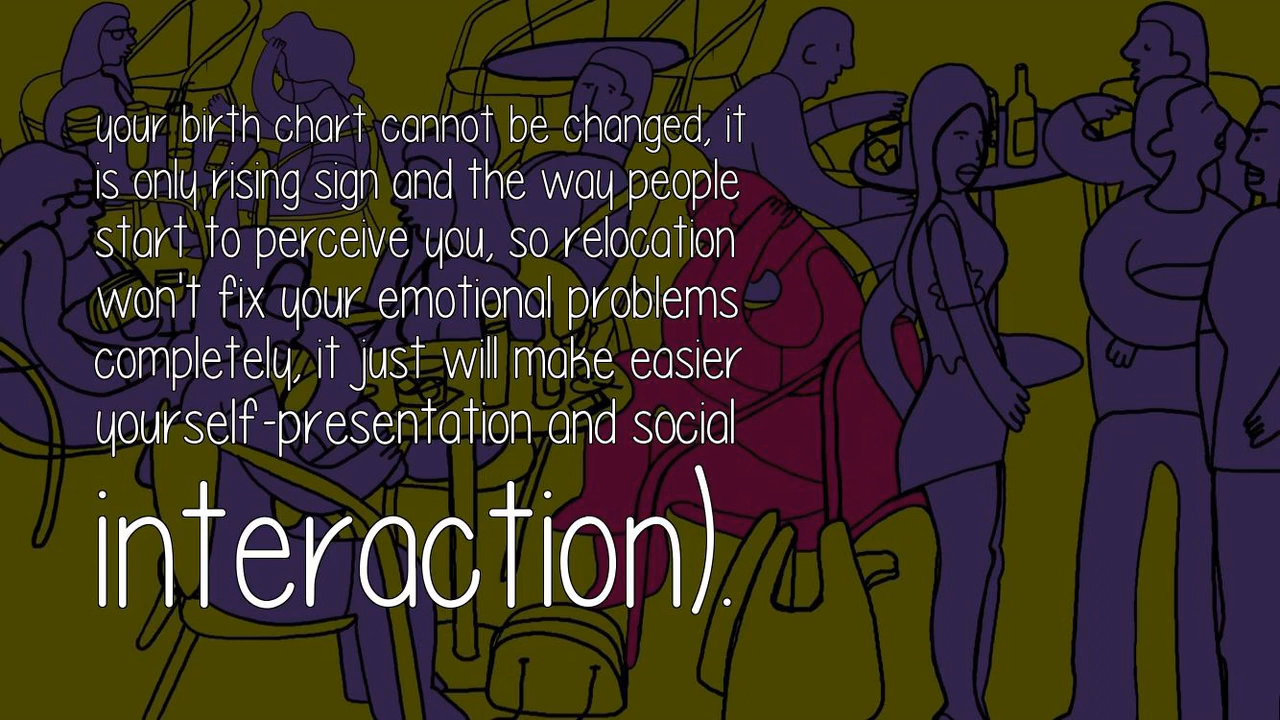 your birth chart cannot be changed, it
is only rising sign and the way people
start to perceive you, so relocation
won't fix your emotional problems
completely, it just will make easier
yourself-presentation and social
interaction).